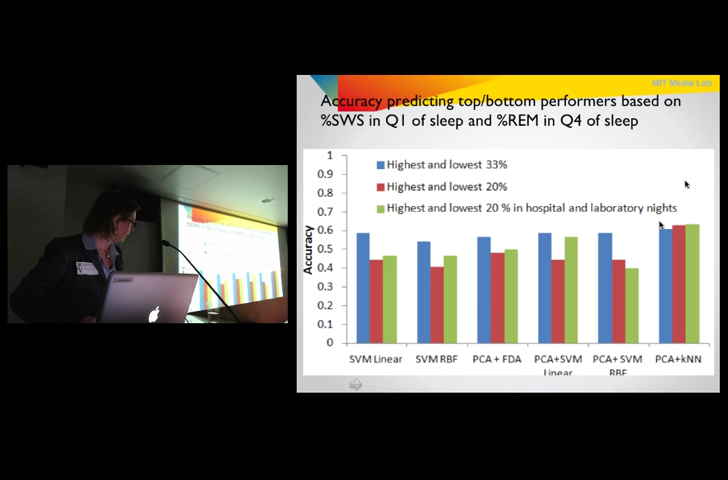 MIT Media Lab
Accuracy predicting top/bottom performers based on
%SWS in Q1 of sleep and %REM in Q4 of sleep
1
0.9
0.8
0.7
0.6
0.5
0.4
0.3
0.2
0.1
0
Accuracy
Highest and lowest 33%
Highest and lowest 20%
Highest and lowest 20 % in hospital and laboratory nights
SVM Linear
SVM RBF
PCA + FDA
PCA+SVM
Linear
PCA+ SVM
RBF
PCA+kNN